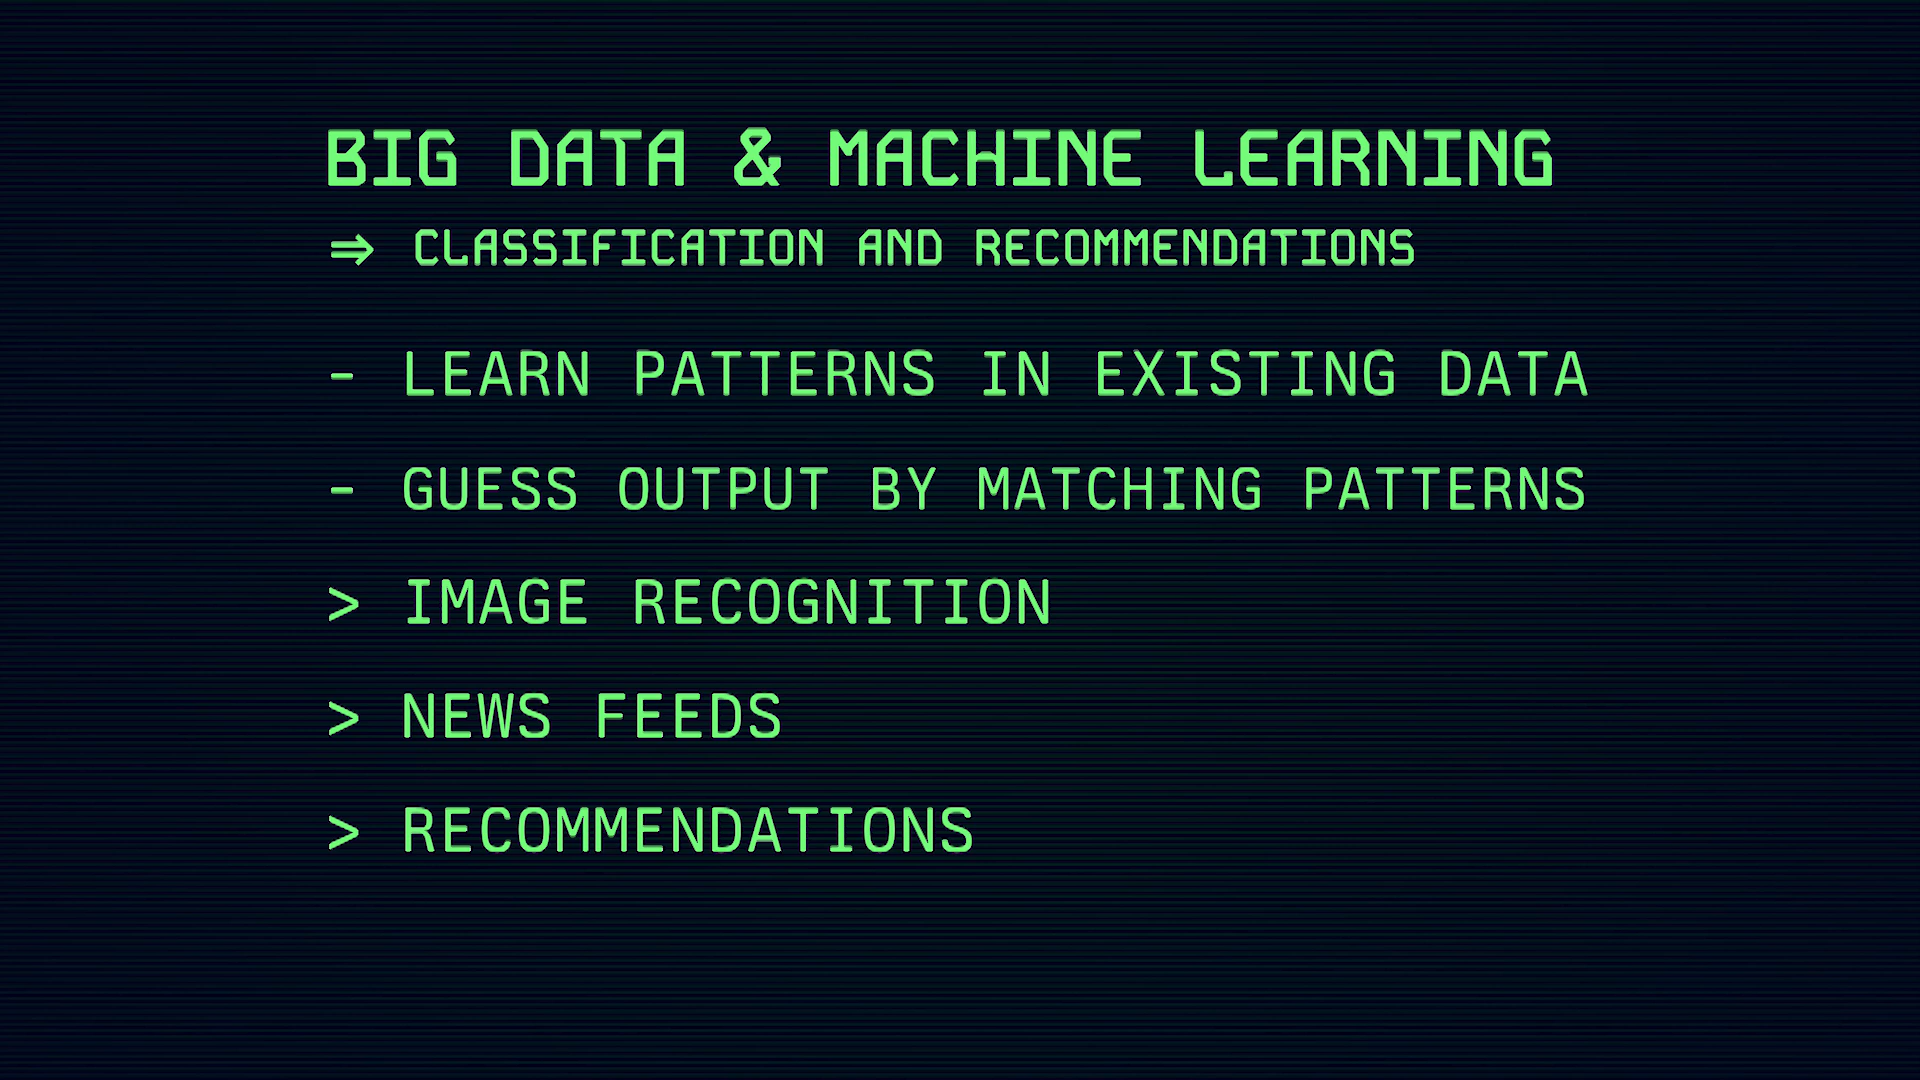 BIG DATA & MACHINE LEARNING
⇒ CLASSIFICATION AND RECOMMENDATIONS
- LEARN PATTERNS IN EXISTING DATA
- GUESS OUTPUT BY MATCHING PATTERNS
> IMAGE RECOGNITION
> NEWS FEEDS
> RECOMMENDATIONS